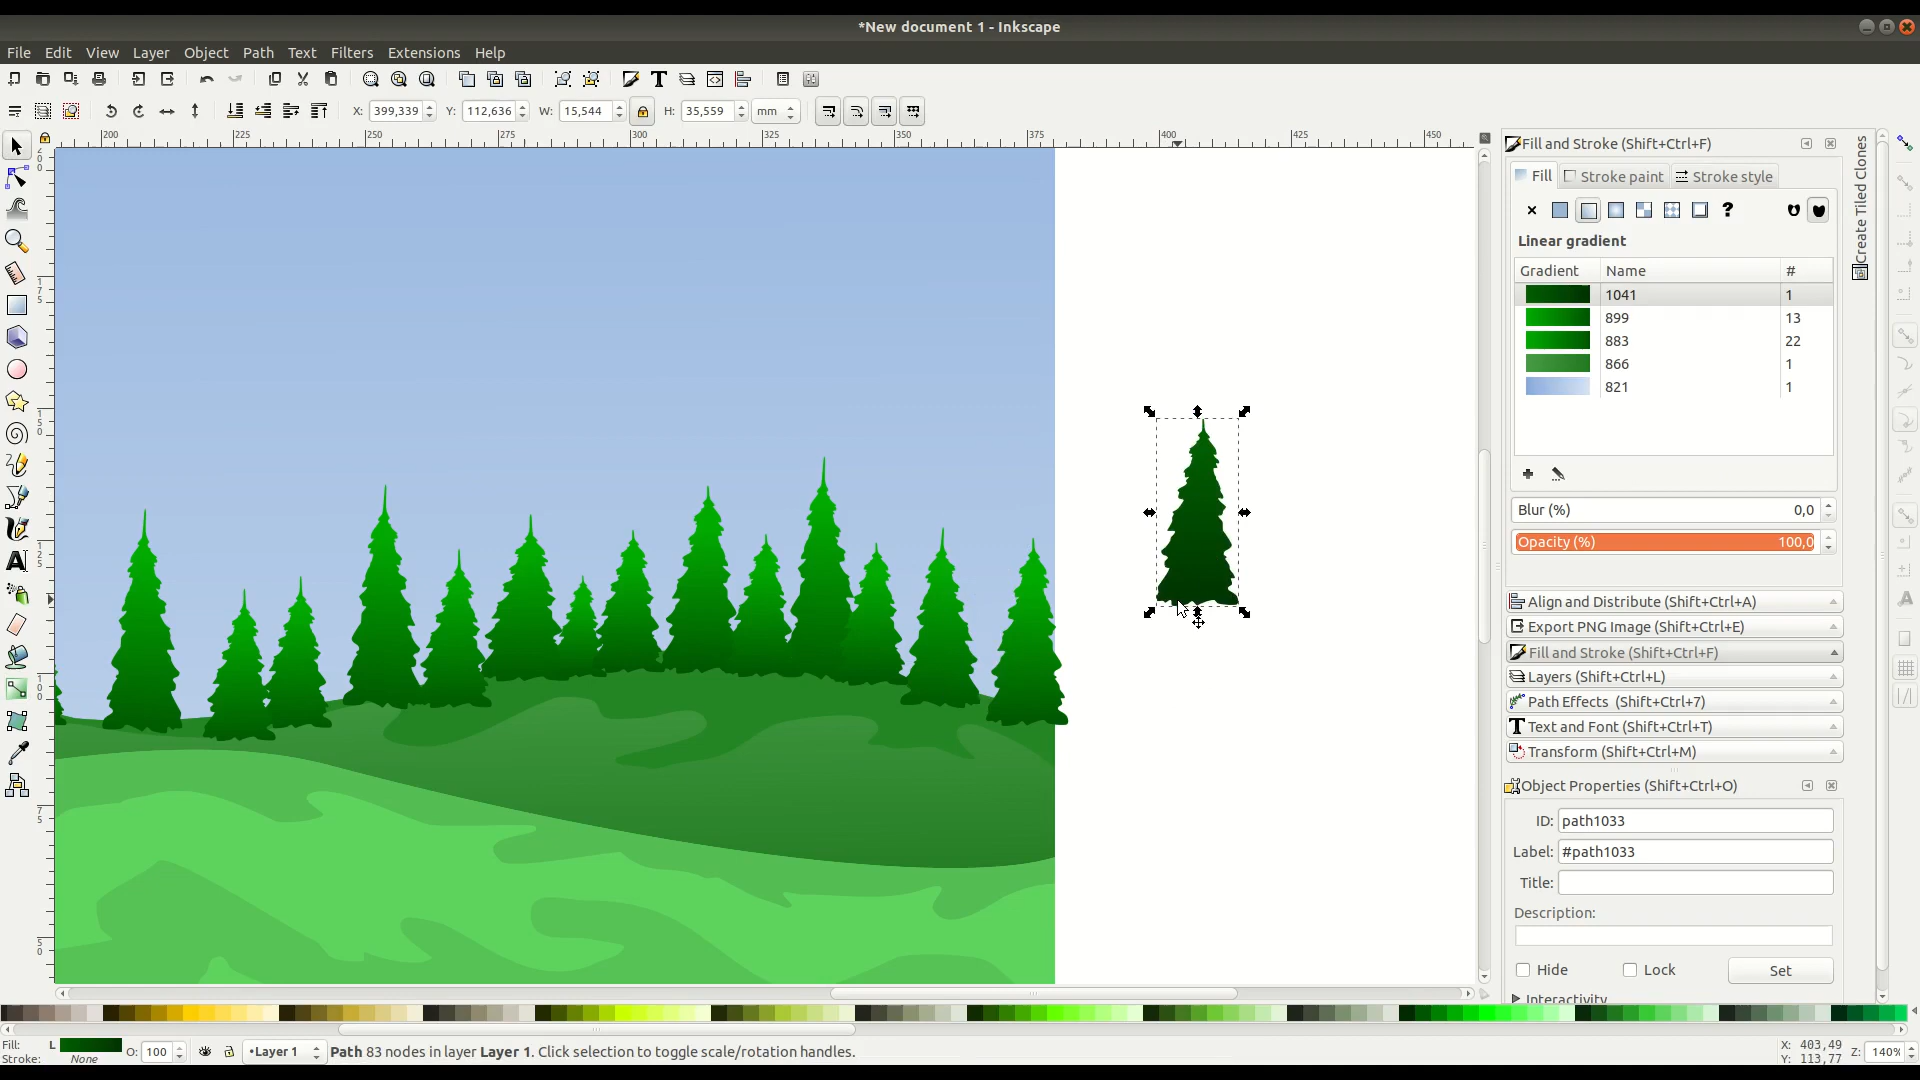 *New document 1 - Inkscape
File Edit View Layer Object Path Text Filters Extensions Help
X: 399,339 Y: 112,636 W: 15,544 H: 35,559 mm
200 225 250 275 300 325 350 375 400 425 450
200
175
150
125
100
75
50
Fill and Stroke (Shift+Ctrl+F)
Fill Stroke paint Stroke style
Linear gradient
Gradient Name #
1041 1
899 13
883 22
866 1
821 1
Blur (%) 0,0
Opacity (%) 100,0
Align and Distribute (Shift+Ctrl+A)
Export PNG Image (Shift+Ctrl+E)
Fill and Stroke (Shift+Ctrl+F)
Layers (Shift+Ctrl+L)
Path Effects (Shift+Ctrl+7)
Text and Font (Shift+Ctrl+T)
Transform (Shift+Ctrl+M)
Object Properties (Shift+Ctrl+O)
ID: path1033
Label: #path1033
Title:
Description:
Hide Lock Set
Interactivity
Create Tiled Clones
Fill: L O: 100 •Layer 1 Path 83 nodes in layer Layer 1. Click selection to toggle scale/rotation handles. X: 403,49 Z: 140%
Stroke: None Y: 113,77